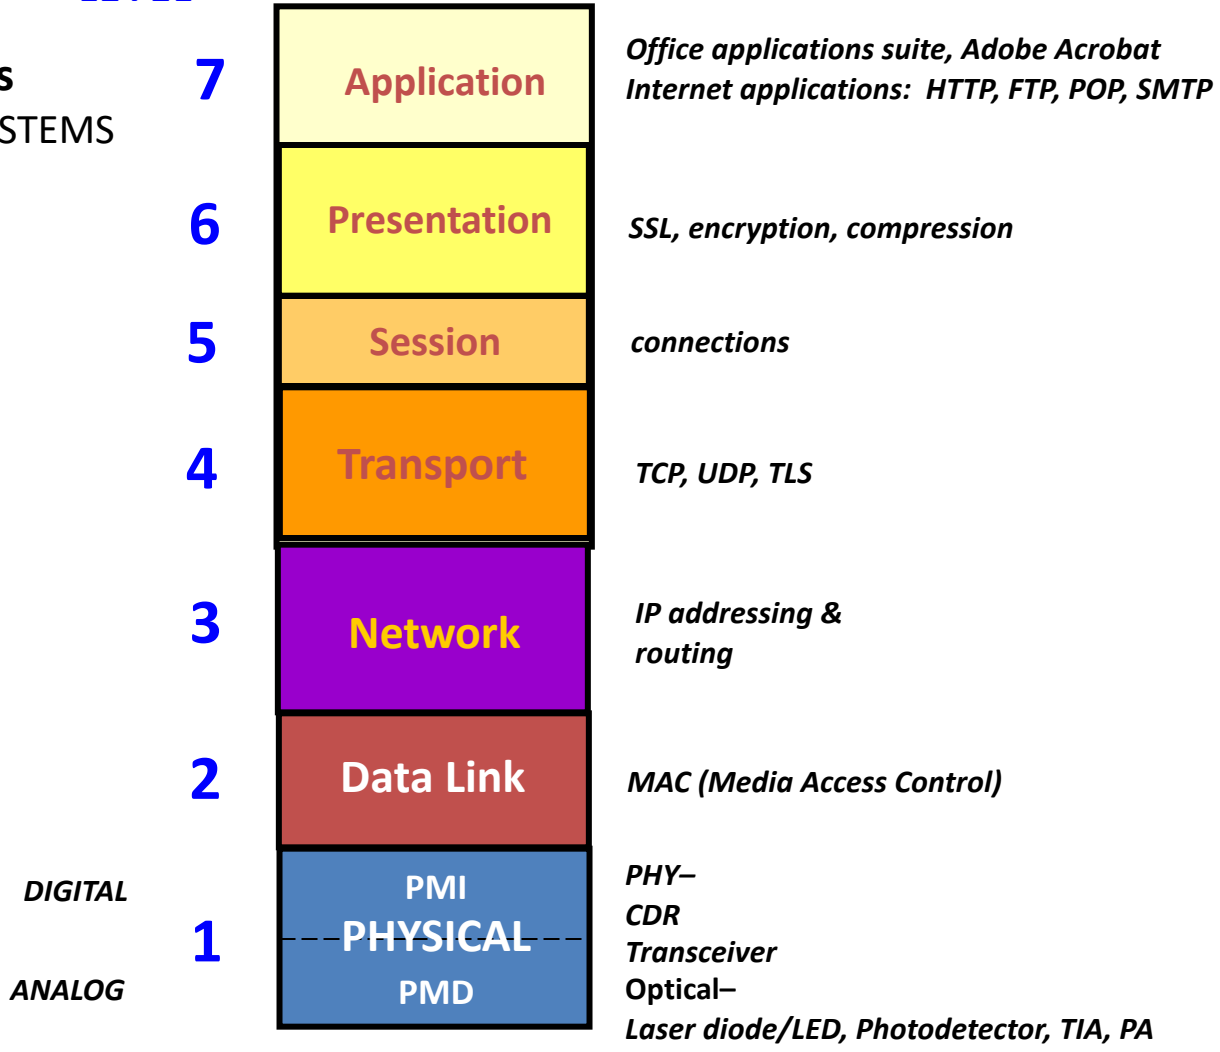 7
Application
Office applications suite, Adobe Acrobat
Internet applications: HTTP, FTP, POP, SMTP
s
STEMS
6
Presentation
SSL, encryption, compression
5
Session
connections
4
Transport
TCP, UDP, TLS
3
Network
IP addressing &
routing
2
Data Link
MAC (Media Access Control)
DIGITAL
ANALOG
1
PMI
PHYSICAL
PMD
PHY–
CDR
Transceiver
Optical–
Laser diode/LED, Photodetector, TIA, PA